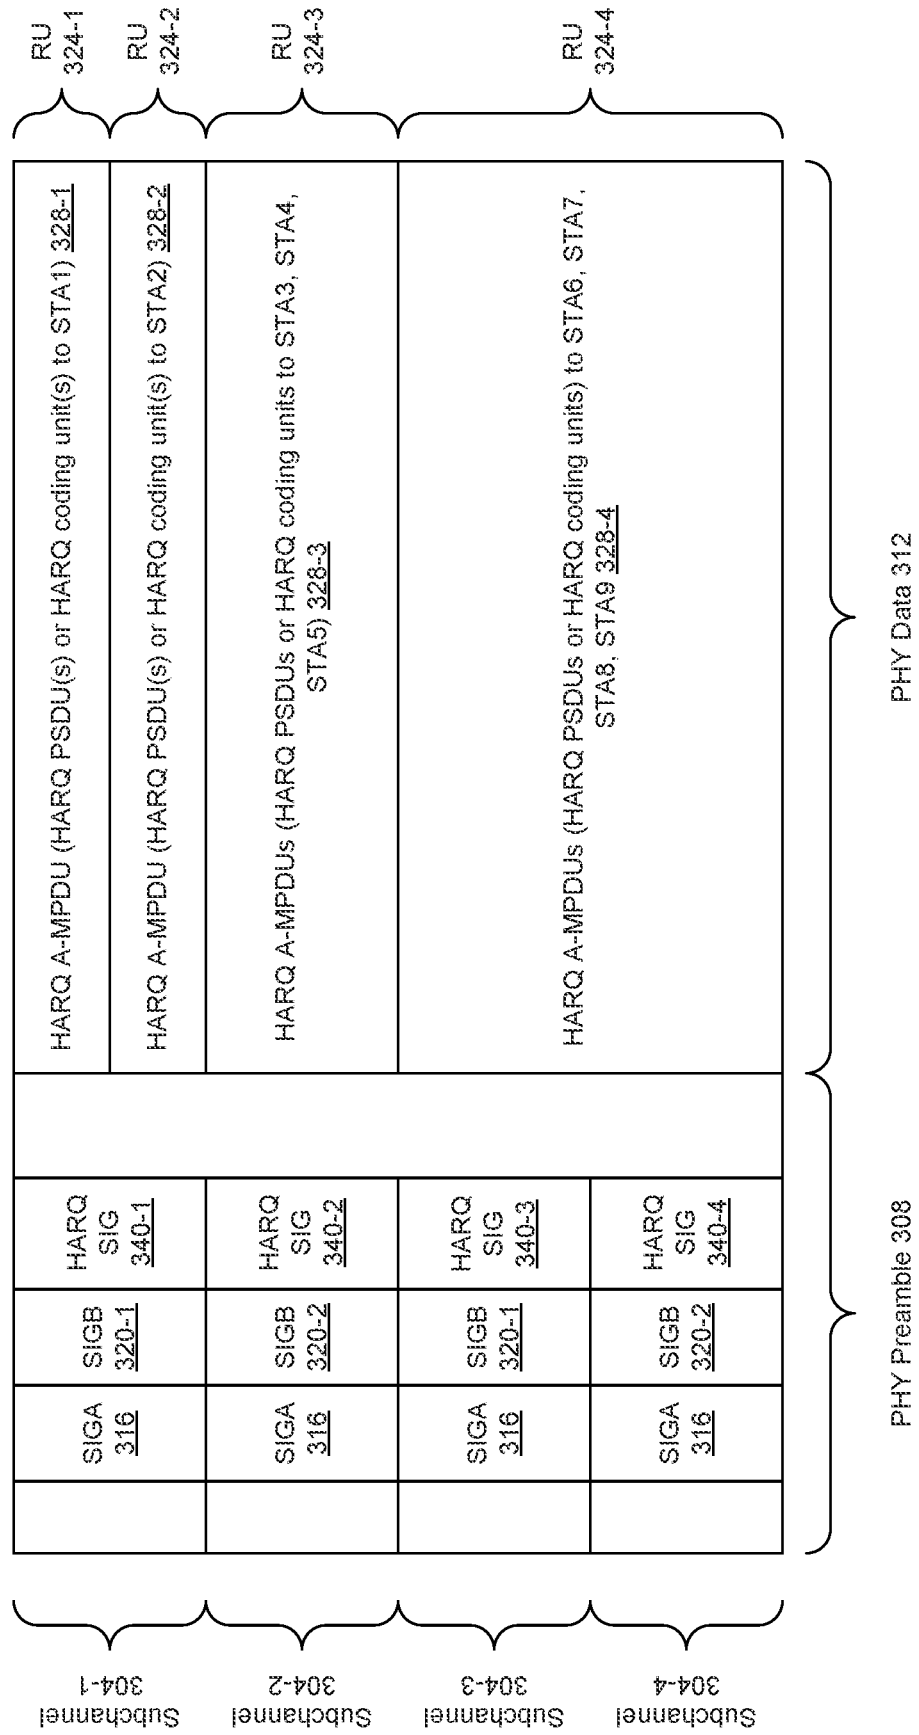 Subchannel
304-1
Subchannel
304-2
Subchannel
304-3
Subchannel
304-4
SIGA
316
SIGB
320-1
HARQ
SIG
340-1
SIGA
316
SIGB
320-2
HARQ
SIG
340-2
SIGA
316
SIGB
320-1
HARQ
SIG
340-3
SIGA
316
SIGB
320-2
HARQ
SIG
340-4
HARQ A-MPDU (HARQ PSDU(s) or HARQ coding unit(s) to STA1) 328-1
HARQ A-MPDU (HARQ PSDU(s) or HARQ coding unit(s) to STA2) 328-2
HARQ A-MPDUs (HARQ PSDUs or HARQ coding units to STA3, STA4,
STA5) 328-3
HARQ A-MPDUs (HARQ PSDUs or HARQ coding units) to STA6, STA7,
STA8, STA9 328-4
RU
324-1
RU
324-2
RU
324-3
RU
324-4
PHY Preamble 308
PHY Data 312